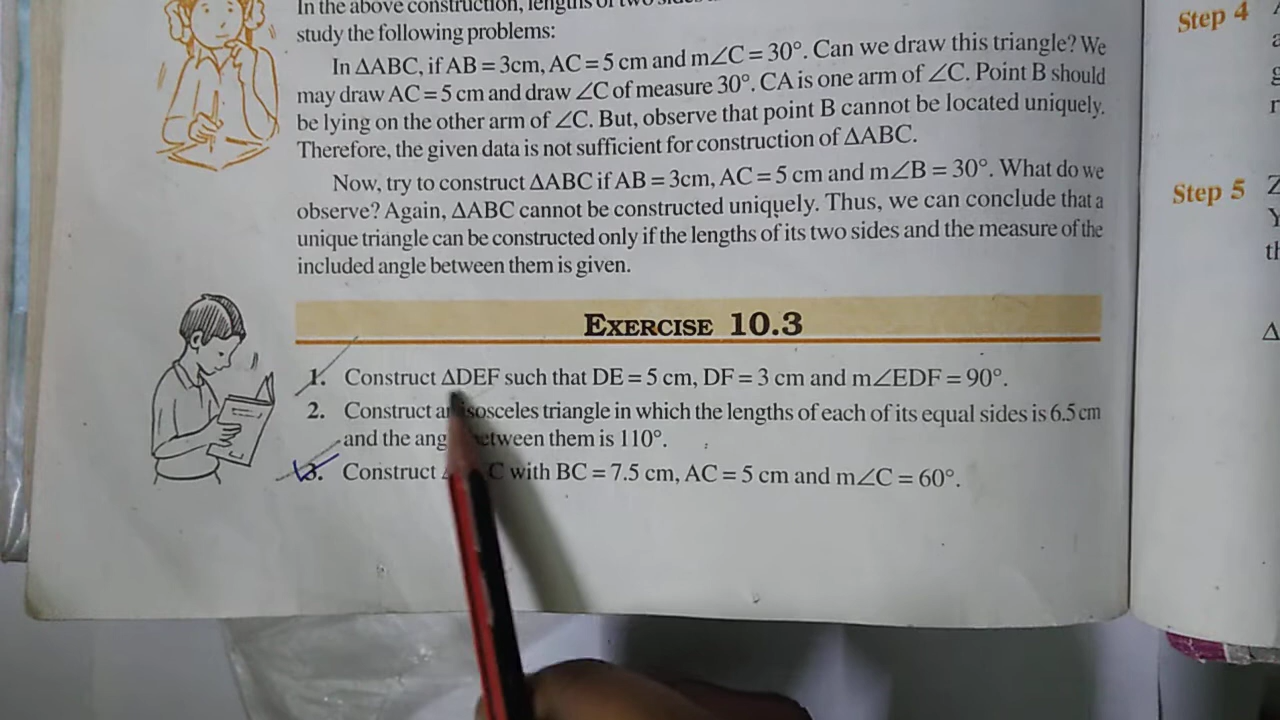 In the above construction, lengths of two sides
study the following problems:
In ΔABC, if AB = 3cm, AC = 5 cm and m∠C = 30°. Can we draw this triangle? We
may draw AC = 5 cm and draw ∠C of measure 30°. CA is one arm of ∠C. Point B should
be lying on the other arm of ∠C. But, observe that point B cannot be located uniquely.
Therefore, the given data is not sufficient for construction of ΔABC.
Now, try to construct ΔABC if AB = 3cm, AC = 5 cm and m∠B = 30°. What do we
observe? Again, ΔABC cannot be constructed uniquely. Thus, we can conclude that a
unique triangle can be constructed only if the lengths of its two sides and the measure of the
included angle between them is given.
EXERCISE 10.3
1. Construct ΔDEF such that DE = 5 cm, DF = 3 cm and m∠EDF = 90°.
2. Construct an isosceles triangle in which the lengths of each of its equal sides is 6.5 cm
and the ang between them is 110°.
3. Construct C with BC = 7.5 cm, AC = 5 cm and m∠C = 60°.
Step 4
Step 5